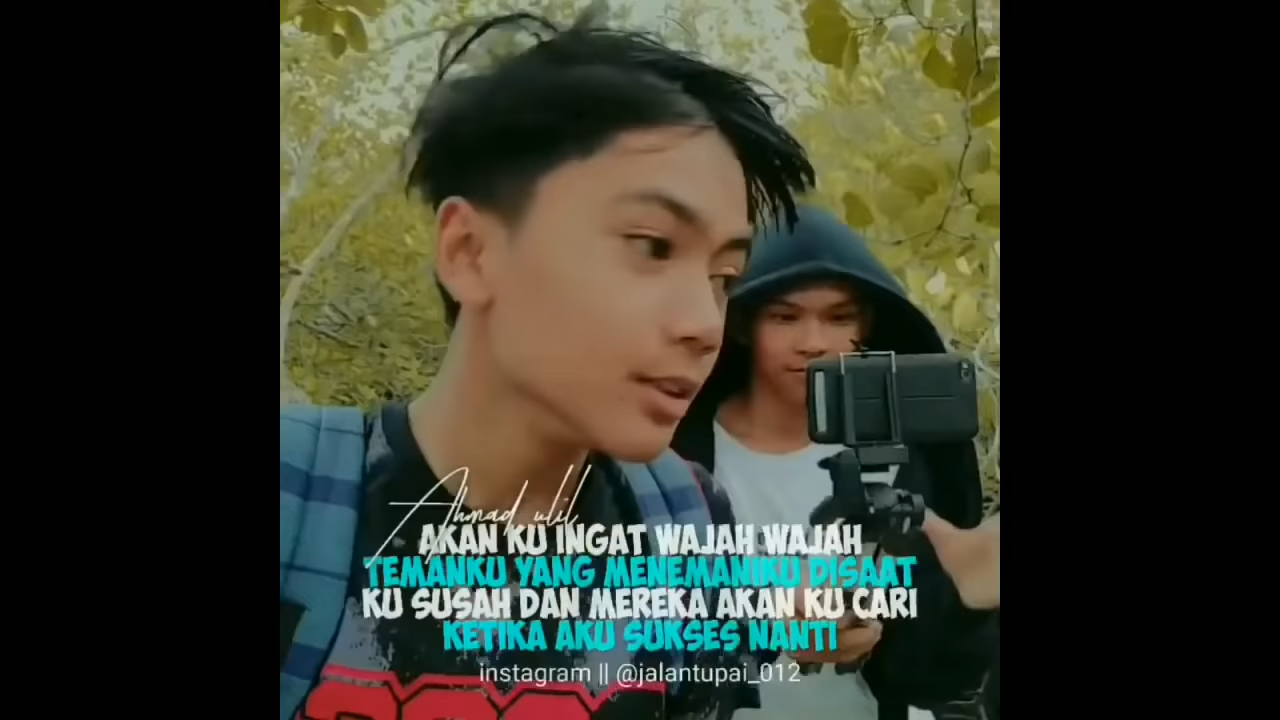 Ahmad ulil
AKAN KU INGAT WAJAH WAJAH
TEMANKU YANG MENEMANIKU DISAAT
KU SUSAH DAN MEREKA AKAN KU CARI
KETIKA AKU SUKSES NANTI
instagram || @jalantupai_012